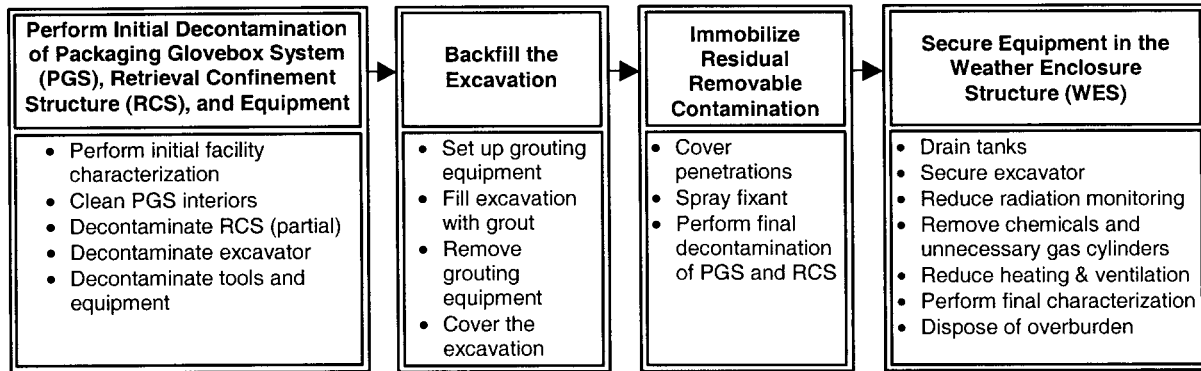 Perform Initial Decontamination
of Packaging Glovebox System
(PGS), Retrieval Confinement
Structure (RCS), and Equipment
• Perform initial facility
characterization
• Clean PGS interiors
• Decontaminate RCS (partial)
• Decontaminate excavator
• Decontaminate tools and
equipment
Backfill the
Excavation
• Set up grouting
equipment
• Fill excavation
with grout
• Remove
grouting
equipment
• Cover the
excavation
Immobilize
Residual
Removable
Contamination
• Cover
penetrations
• Spray fixant
• Perform final
decontamination
of PGS and RCS
Secure Equipment in the
Weather Enclosure
Structure (WES)
• Drain tanks
• Secure excavator
• Reduce radiation monitoring
• Remove chemicals and
unnecessary gas cylinders
• Reduce heating & ventilation
• Perform final characterization
• Dispose of overburden